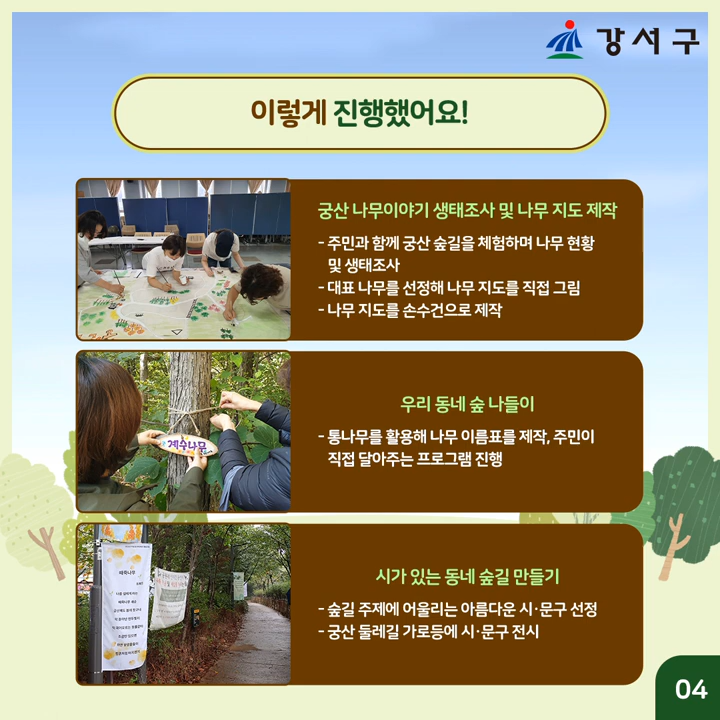 강서구
이렇게 진행했어요!
궁산 나무이야기 생태조사 및 나무 지도 제작
- 주민과 함께 궁산 숲길을 체험하며 나무 현황
및 생태조사
- 대표 나무를 선정해 나무 지도를 직접 그림
- 나무 지도를 손수건으로 제작
우리 동네 숲 나들이
- 통나무를 활용해 나무 이름표를 제작, 주민이
직접 달아주는 프로그램 진행
계수나무
시가 있는 동네 숲길 만들기
- 숲길 주제에 어울리는 아름다운 시·문구 선정
- 궁산 둘레길 가로등에 시·문구 전시
04